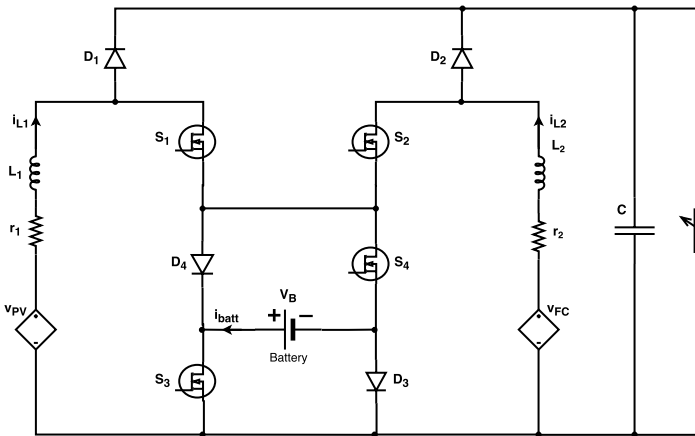 D1
D2
iL1
S1
S2
iL2
L1
L2
r1
C
r2
D4
S4
VB
vPV
ibatt
+
−
vFC
+
-
+
-
Battery
S3
D3